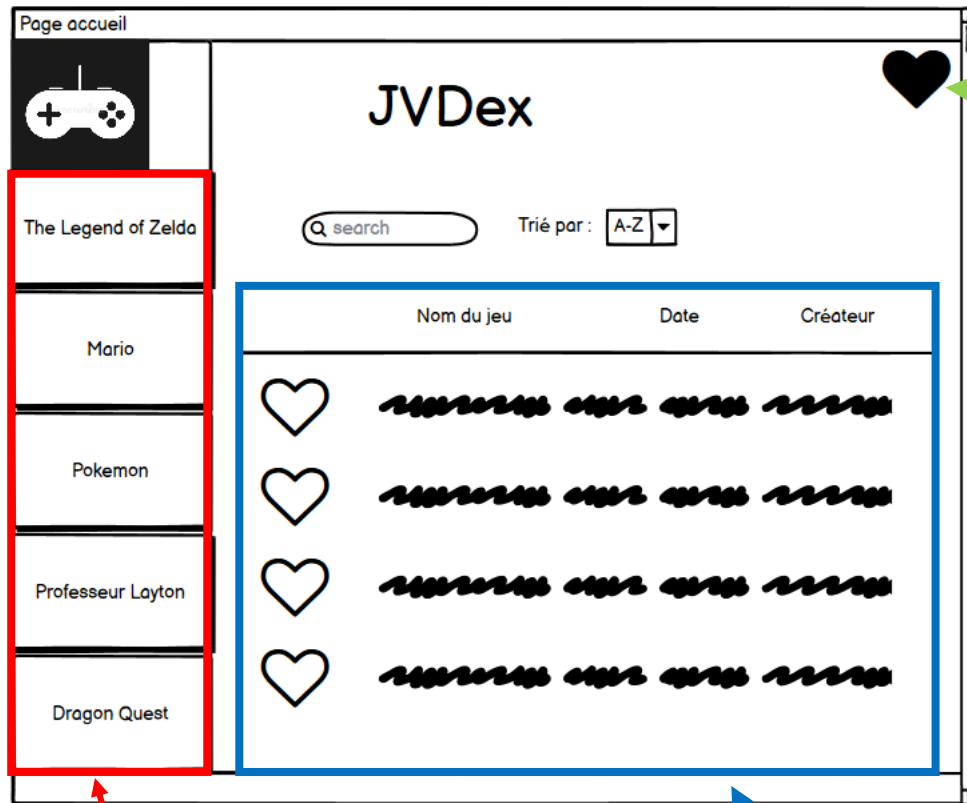 Page accueil
JVDex
The Legend of Zelda
search
Trié par :
A-Z
Nom du jeu
Date
Créateur
Mario
Pokemon
Professeur Layton
Dragon Quest